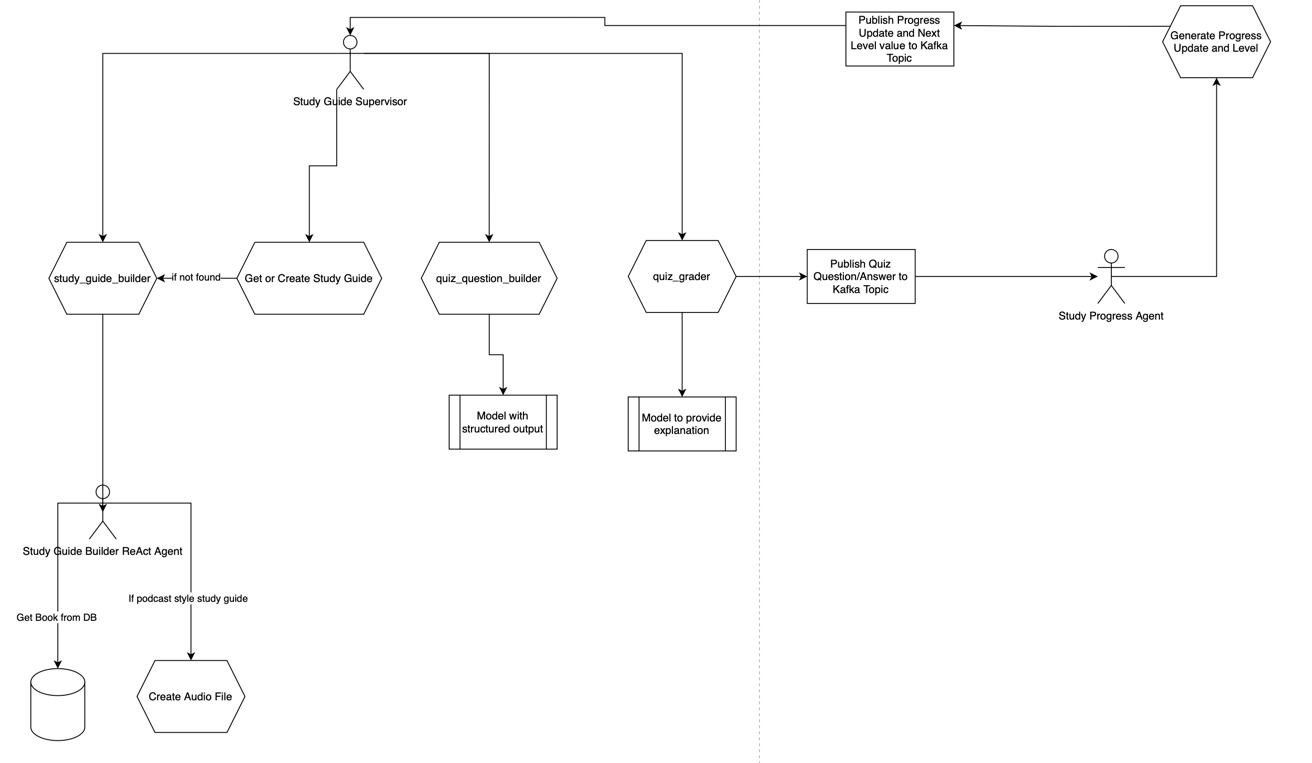 Publish Progress
Update and Next
Level value to Kafka
Topic
Generate Progress
Update and Level
Study Guide Supervisor
study_guide_builder
if not found
Get or Create Study Guide
quiz_question_builder
quiz_grader
Publish Quiz
Question/Answer to
Kafka Topic
Study Progress Agent
Model with
structured output
Model to provide
explanation
Study Guide Builder ReAct Agent
If podcast style study guide
Get Book from DB
Create Audio File